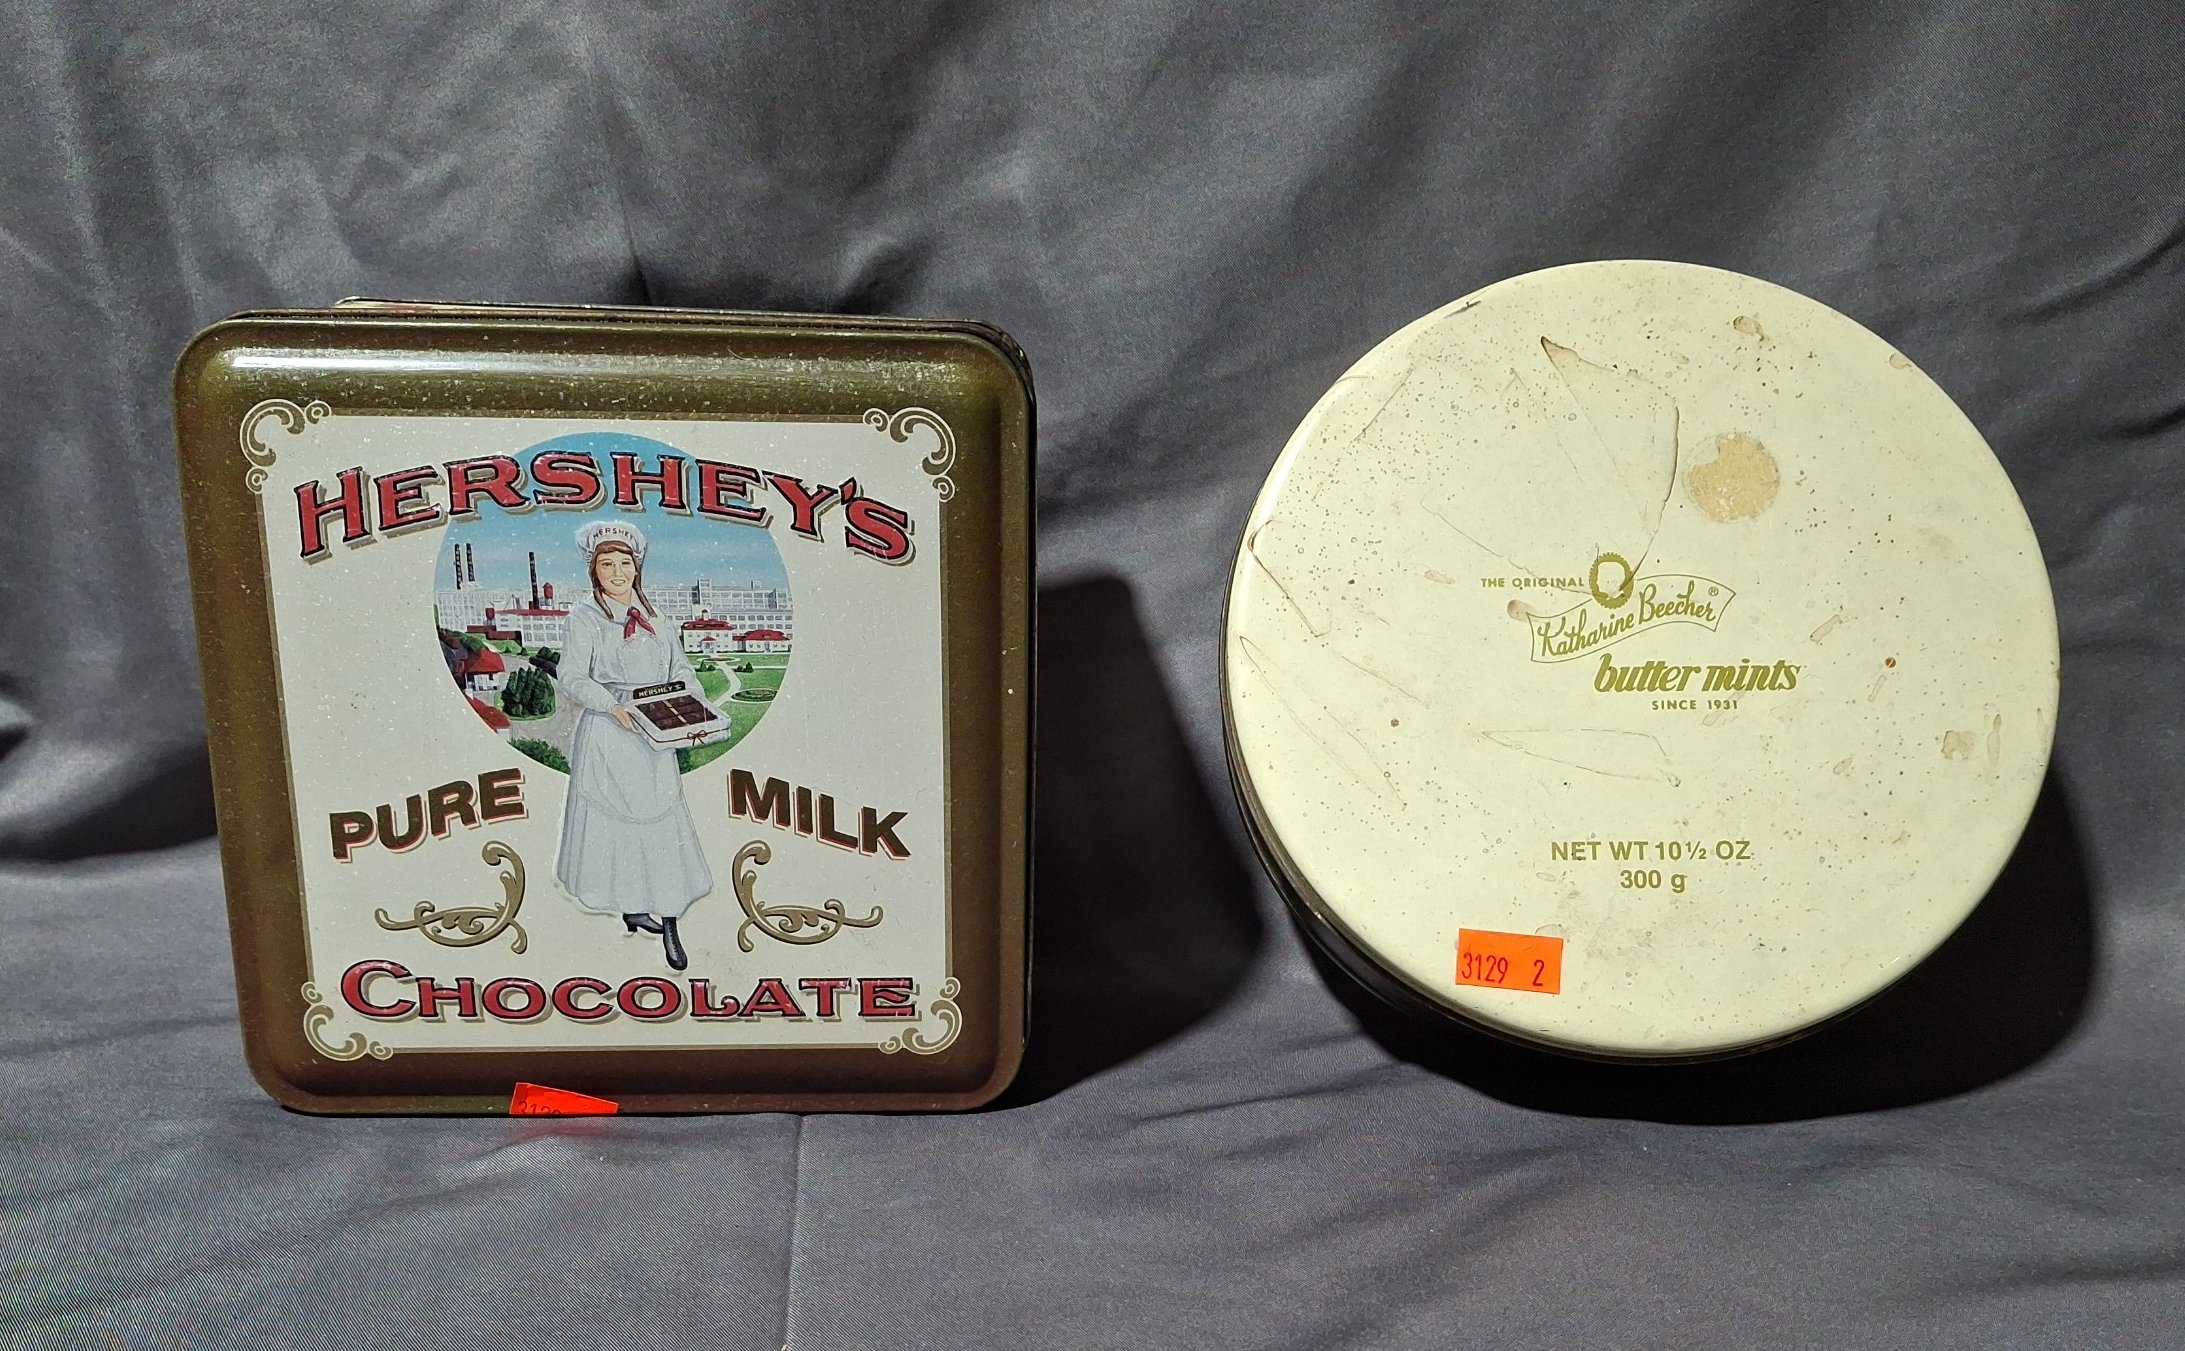 HERSHEY'S
HERSHEY
HERSHEY'S
PURE MILK
CHOCOLATE
THE ORIGINAL
Katharine Beecher®
butter mints
SINCE 1931
NET WT 10½ OZ
300 g
3129 2